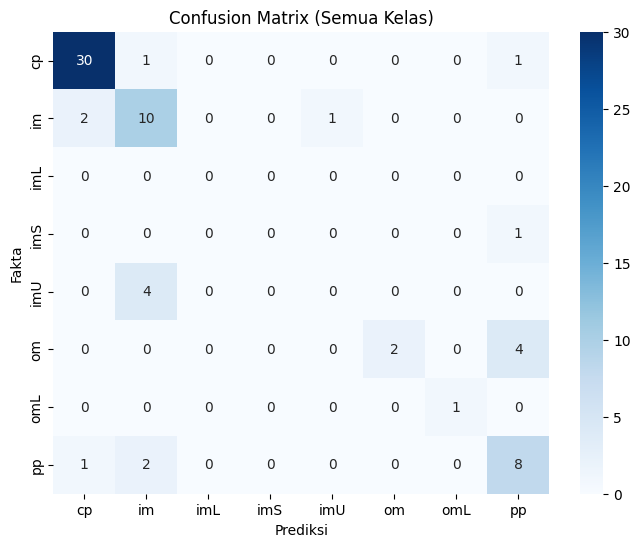 Confusion Matrix (Semua Kelas)
cp 30 1 0 0 0 0 0 1
im 2 10 0 0 1 0 0 0
imL 0 0 0 0 0 0 0 0
imS 0 0 0 0 0 0 0 1
imU 0 4 0 0 0 0 0 0
om 0 0 0 0 0 2 0 4
omL 0 0 0 0 0 0 1 0
pp 1 2 0 0 0 0 0 8
cp im imL imS imU om omL pp
Fakta
Prediksi
30
25
20
15
10
5
0